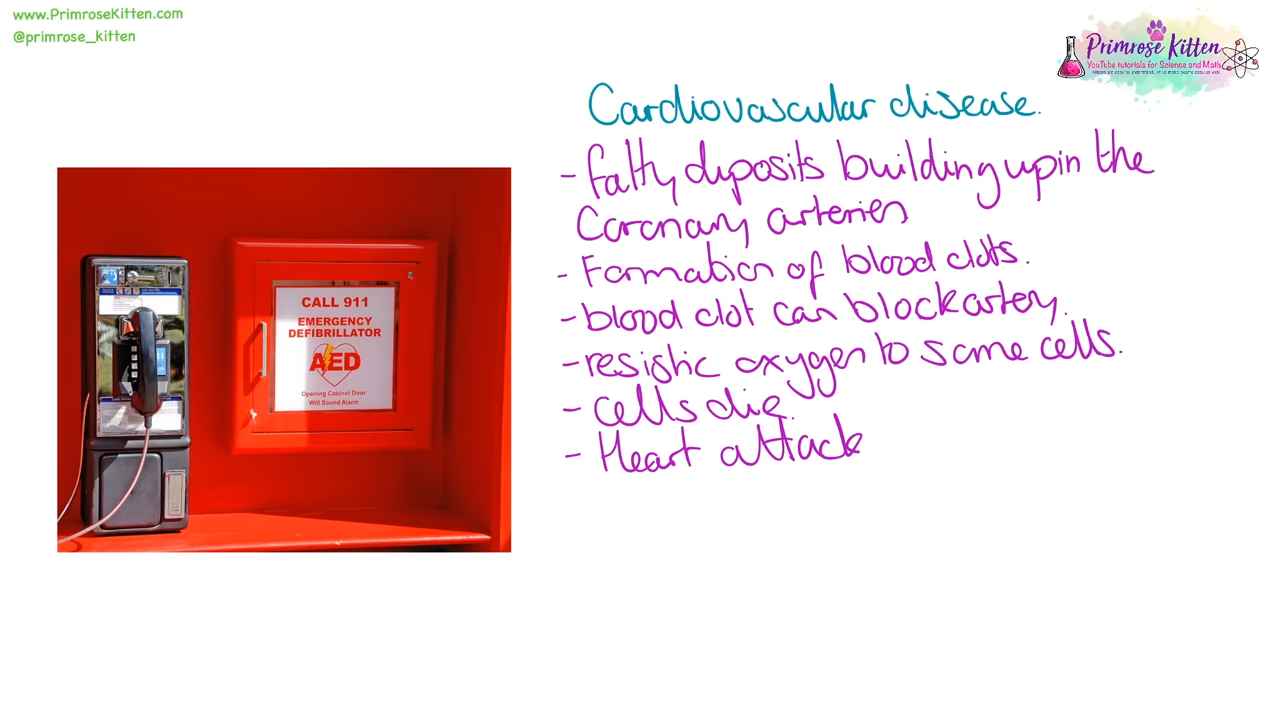 www.PrimroseKitten.com
@primrose_kitten
Primrose Kitten
YouTube tutorials for Science and Math
Cardiovascular disease.
- fatty diposits building up in the
Coronary arteries
- Formation of blood clots.
- blood clot can block artery.
- resistic oxygen to some cells.
- cells die.
- Heart attack
CALL 911
EMERGENCY
DEFIBRILLATOR
AED
Opening Cabinet Door
Will Sound Alarm